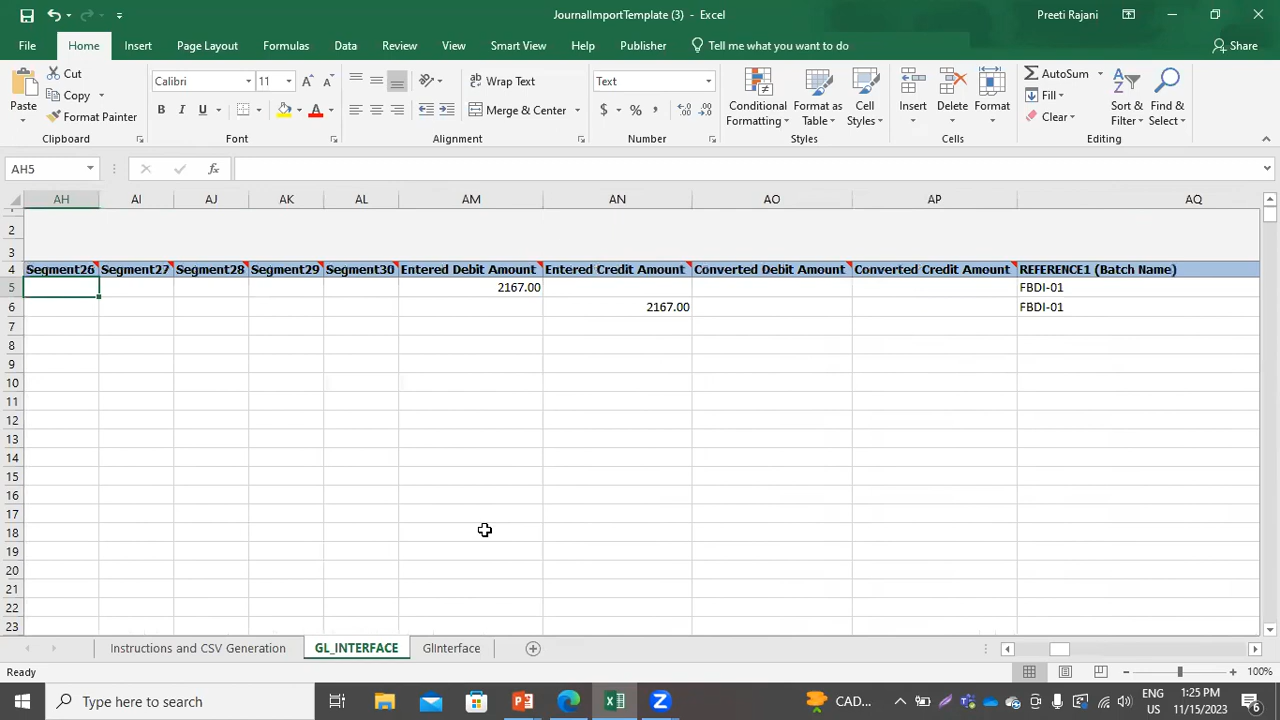 JournalImportTemplate (3) - Excel
Preeti Rajani
File Home Insert Page Layout Formulas Data Review View Smart View Help Publisher Tell me what you want to do Share
Paste
Cut
Copy
Format Painter
Clipboard
Calibri 11
B I U
Font
Wrap Text
Merge & Center
Alignment
Text
$ % ,
Number
Conditional Formatting
Format as Table
Cell Styles
Styles
Insert
Delete
Format
Cells
AutoSum
Fill
Clear
Sort & Filter
Find & Select
Editing
AH5 fx
AH AI AJ AK AL AM AN AO AP AQ
2
3
4 Segment26 Segment27 Segment28 Segment29 Segment30 Entered Debit Amount Entered Credit Amount Converted Debit Amount Converted Credit Amount REFERENCE1 (Batch Name)
5 2167.00 FBDI-01
6 2167.00 FBDI-01
7
8
9
10
11
12
13
14
15
16
17
18
19
20
21
22
23
Instructions and CSV Generation GL_INTERFACE GlInterface
Ready 100%
Type here to search
CAD...
ENG
US
1:25 PM
11/15/2023
6